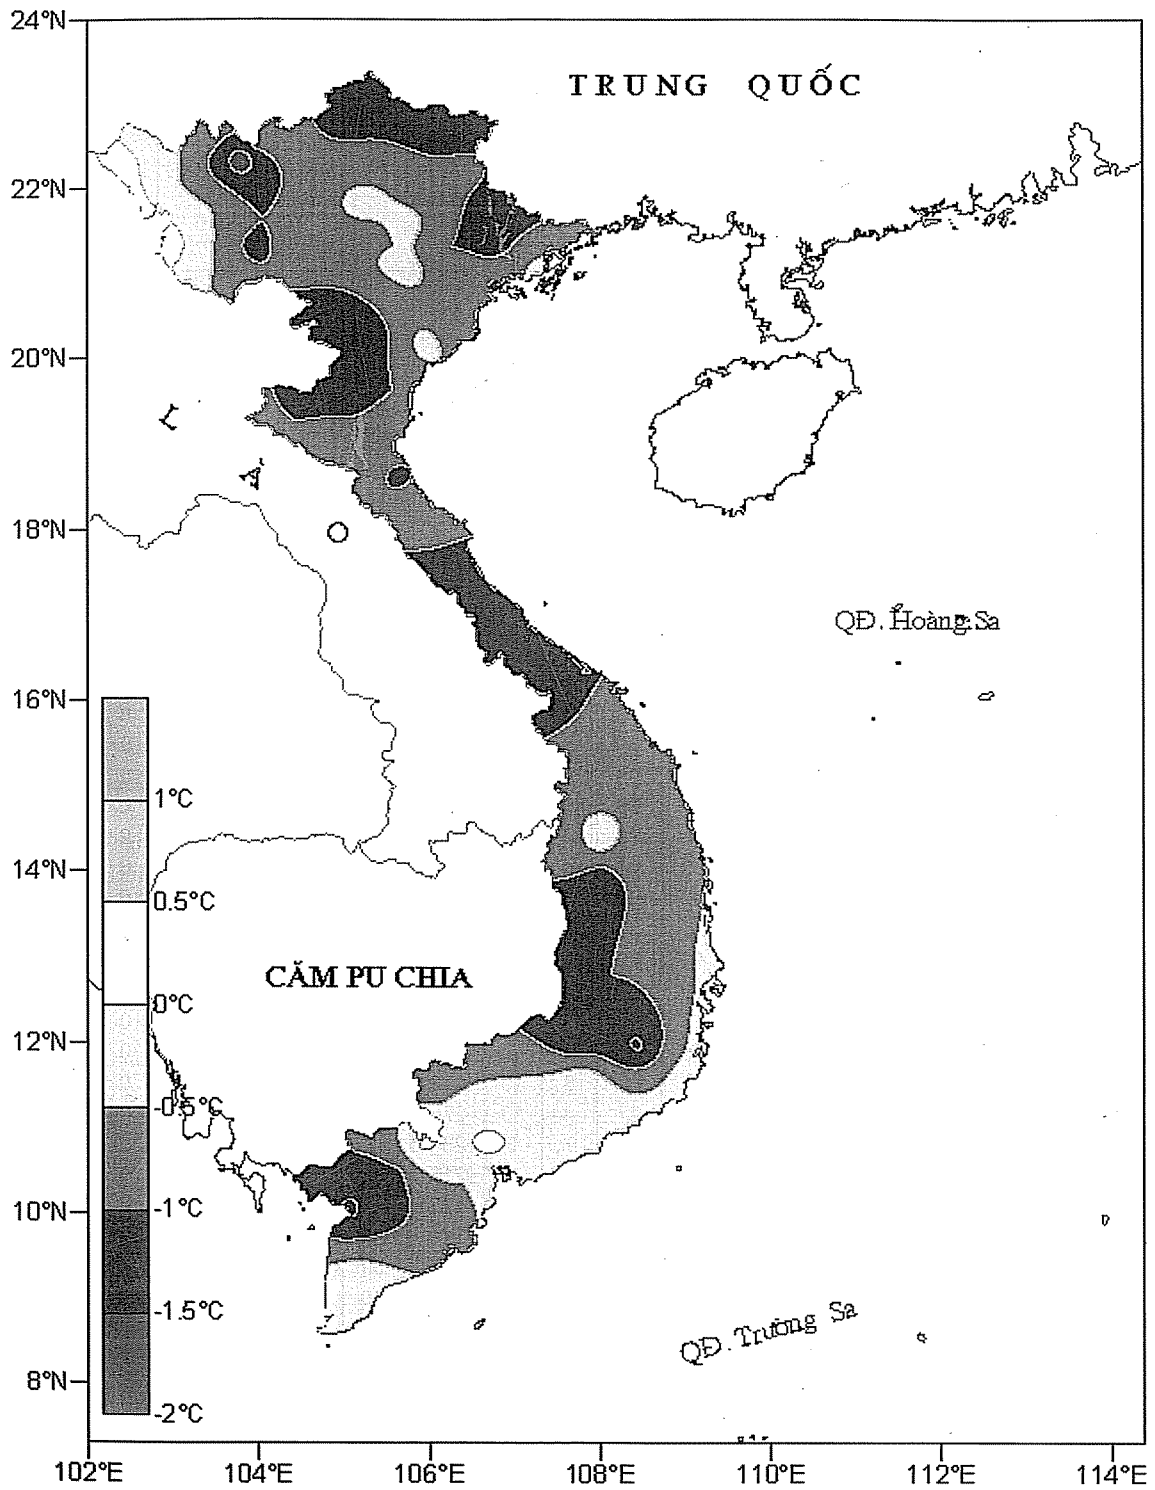 24°N
TRUNG QUỐC
22°N
20°N
L
A'
O
18°N
QĐ. Hoàng Sa
16°N
1°C
14°N
0.5°C
CĂM PU CHIA
0°C
12°N
-0.5°C
10°N
-1°C
-1.5°C
QĐ. Trường Sa
8°N
-2°C
102°E 104°E 106°E 108°E 110°E 112°E 114°E